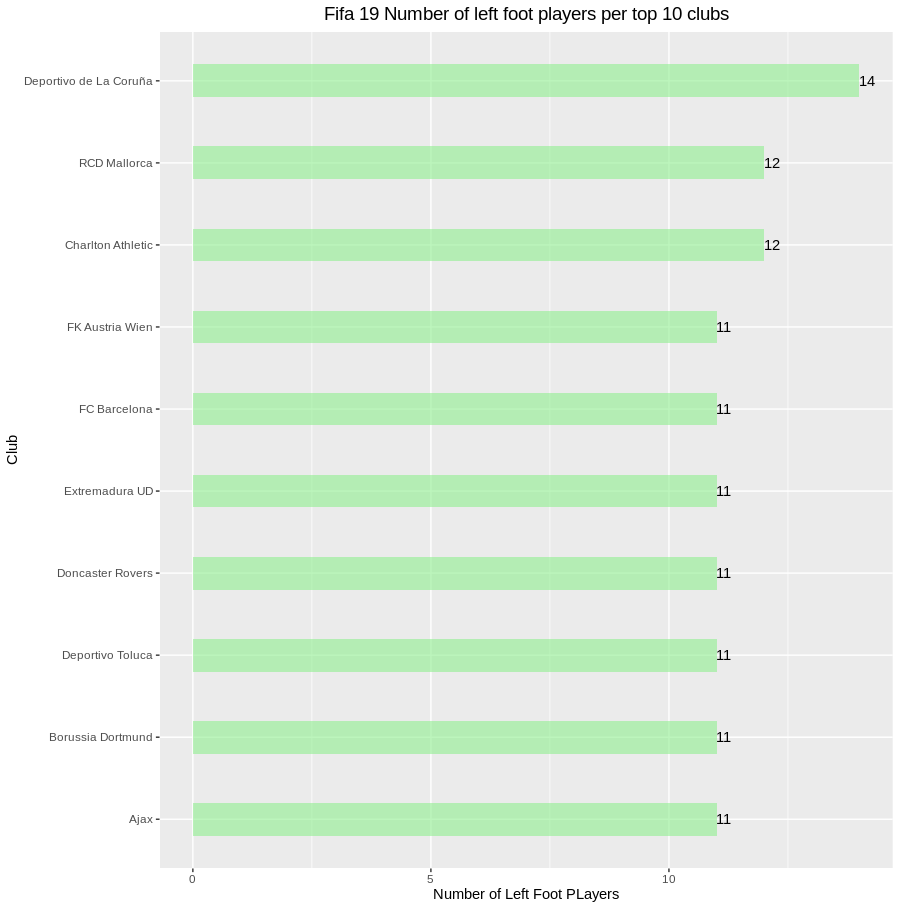 Fifa 19 Number of left foot players per top 10 clubs
Deportivo de La Coruña 14
RCD Mallorca 12
Charlton Athletic 12
FK Austria Wien 11
FC Barcelona 11
Club
Extremadura UD 11
Doncaster Rovers 11
Deportivo Toluca 11
Borussia Dortmund 11
Ajax 11
0 5 10
Number of Left Foot PLayers